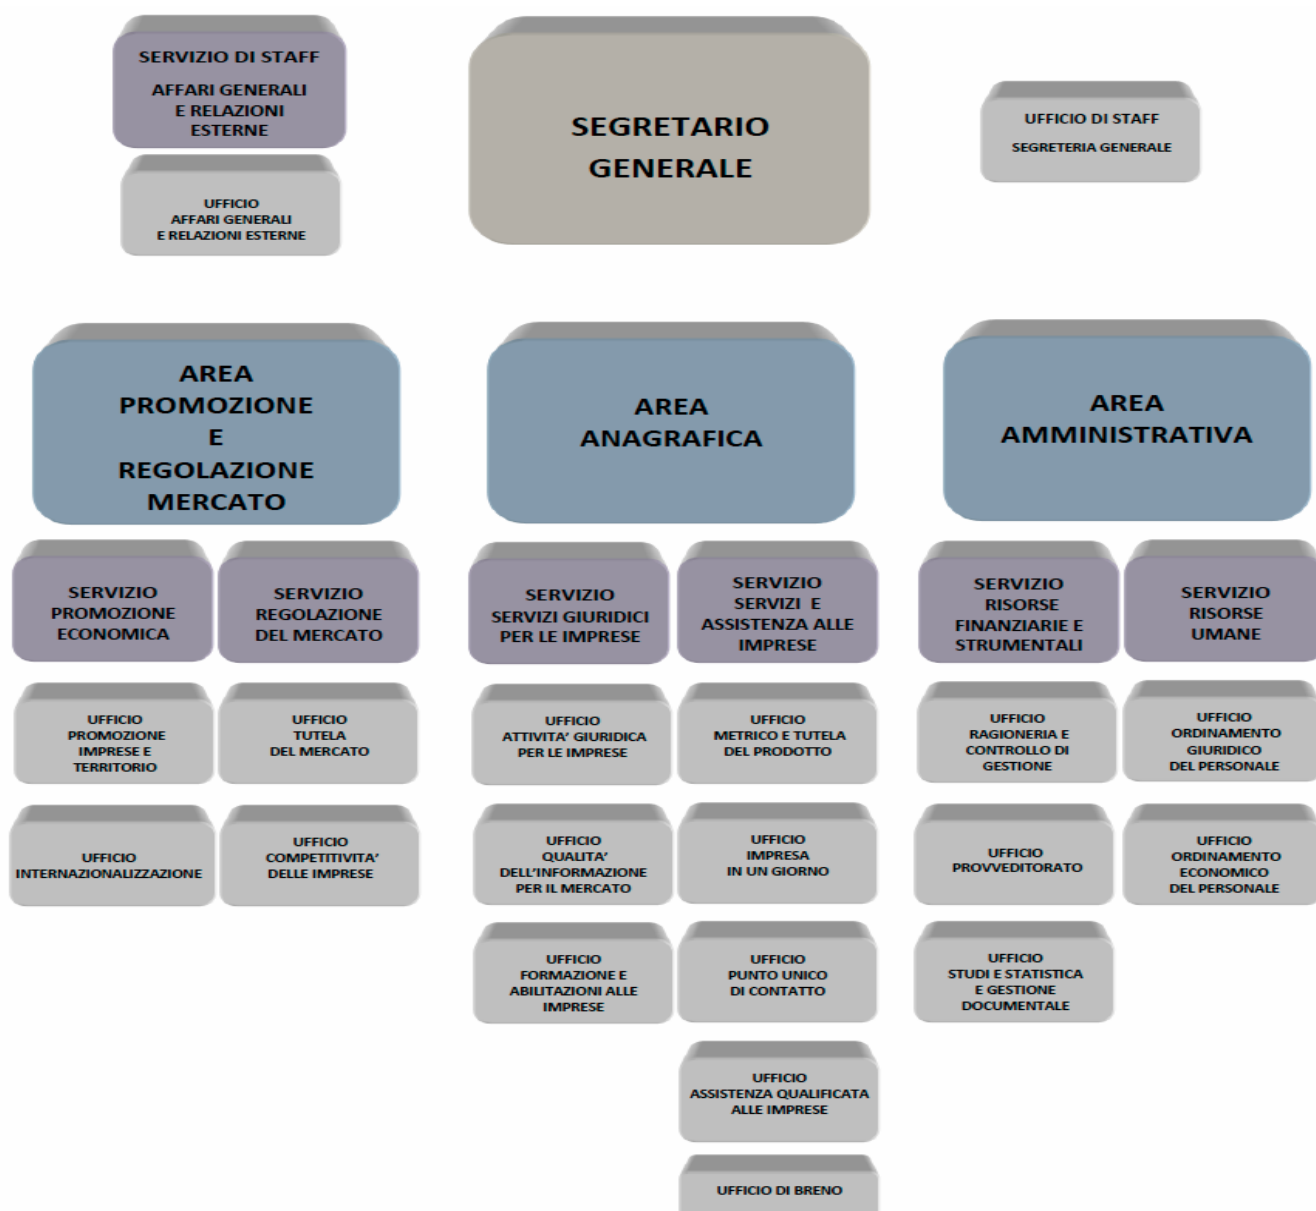 SERVIZIO DI STAFF
AFFARI GENERALI
E RELAZIONI
ESTERNE
UFFICIO
AFFARI GENERALI
E RELAZIONI ESTERNE
SEGRETARIO
GENERALE
UFFICIO DI STAFF
SEGRETERIA GENERALE
AREA
PROMOZIONE
E
REGOLAZIONE
MERCATO
AREA
ANAGRAFICA
AREA
AMMINISTRATIVA
SERVIZIO
PROMOZIONE
ECONOMICA
SERVIZIO
REGOLAZIONE
DEL MERCATO
SERVIZIO
SERVIZI GIURIDICI
PER LE IMPRESE
SERVIZIO
SERVIZI E
ASSISTENZA ALLE
IMPRESE
SERVIZIO
RISORSE
FINANZIARIE E
STRUMENTALI
SERVIZIO
RISORSE
UMANE
UFFICIO
PROMOZIONE
IMPRESE E
TERRITORIO
UFFICIO
TUTELA
DEL MERCATO
UFFICIO
ATTIVITA' GIURIDICA
PER LE IMPRESE
UFFICIO
METRICO E TUTELA
DEL PRODOTTO
UFFICIO
RAGIONERIA E
CONTROLLO DI
GESTIONE
UFFICIO
ORDINAMENTO
GIURIDICO
DEL PERSONALE
UFFICIO
INTERNAZIONALIZZAZIONE
UFFICIO
COMPETITIVITA'
DELLE IMPRESE
UFFICIO
QUALITA'
DELL'INFORMAZIONE
PER IL MERCATO
UFFICIO
IMPRESA
IN UN GIORNO
UFFICIO
PROVVEDITORATO
UFFICIO
ORDINAMENTO
ECONOMICO
DEL PERSONALE
UFFICIO
FORMAZIONE E
ABILITAZIONI ALLE
IMPRESE
UFFICIO
PUNTO UNICO
DI CONTATTO
UFFICIO
STUDI E STATISTICA
E GESTIONE
DOCUMENTALE
UFFICIO
ASSISTENZA QUALIFICATA
ALLE IMPRESE
UFFICIO DI BRENO